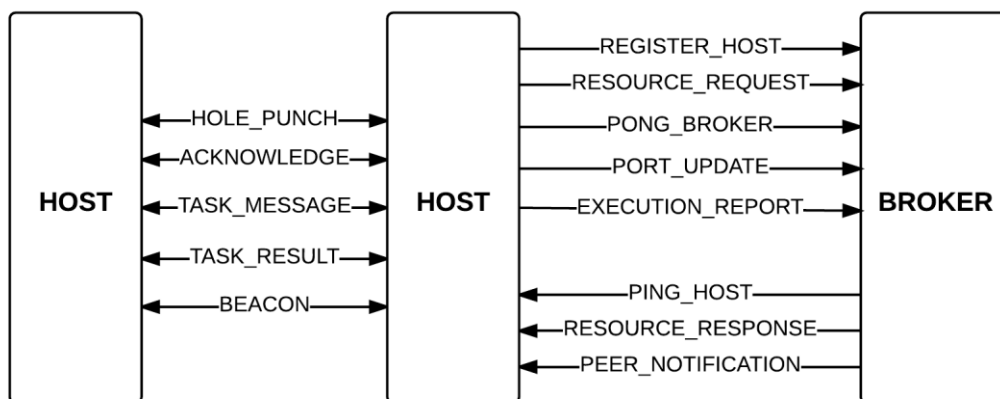 REGISTER_HOST
RESOURCE_REQUEST
HOLE_PUNCH
PONG_BROKER
ACKNOWLEDGE
PORT_UPDATE
HOST
TASK_MESSAGE
HOST
EXECUTION_REPORT
BROKER
TASK_RESULT
PING_HOST
BEACON
RESOURCE_RESPONSE
PEER_NOTIFICATION